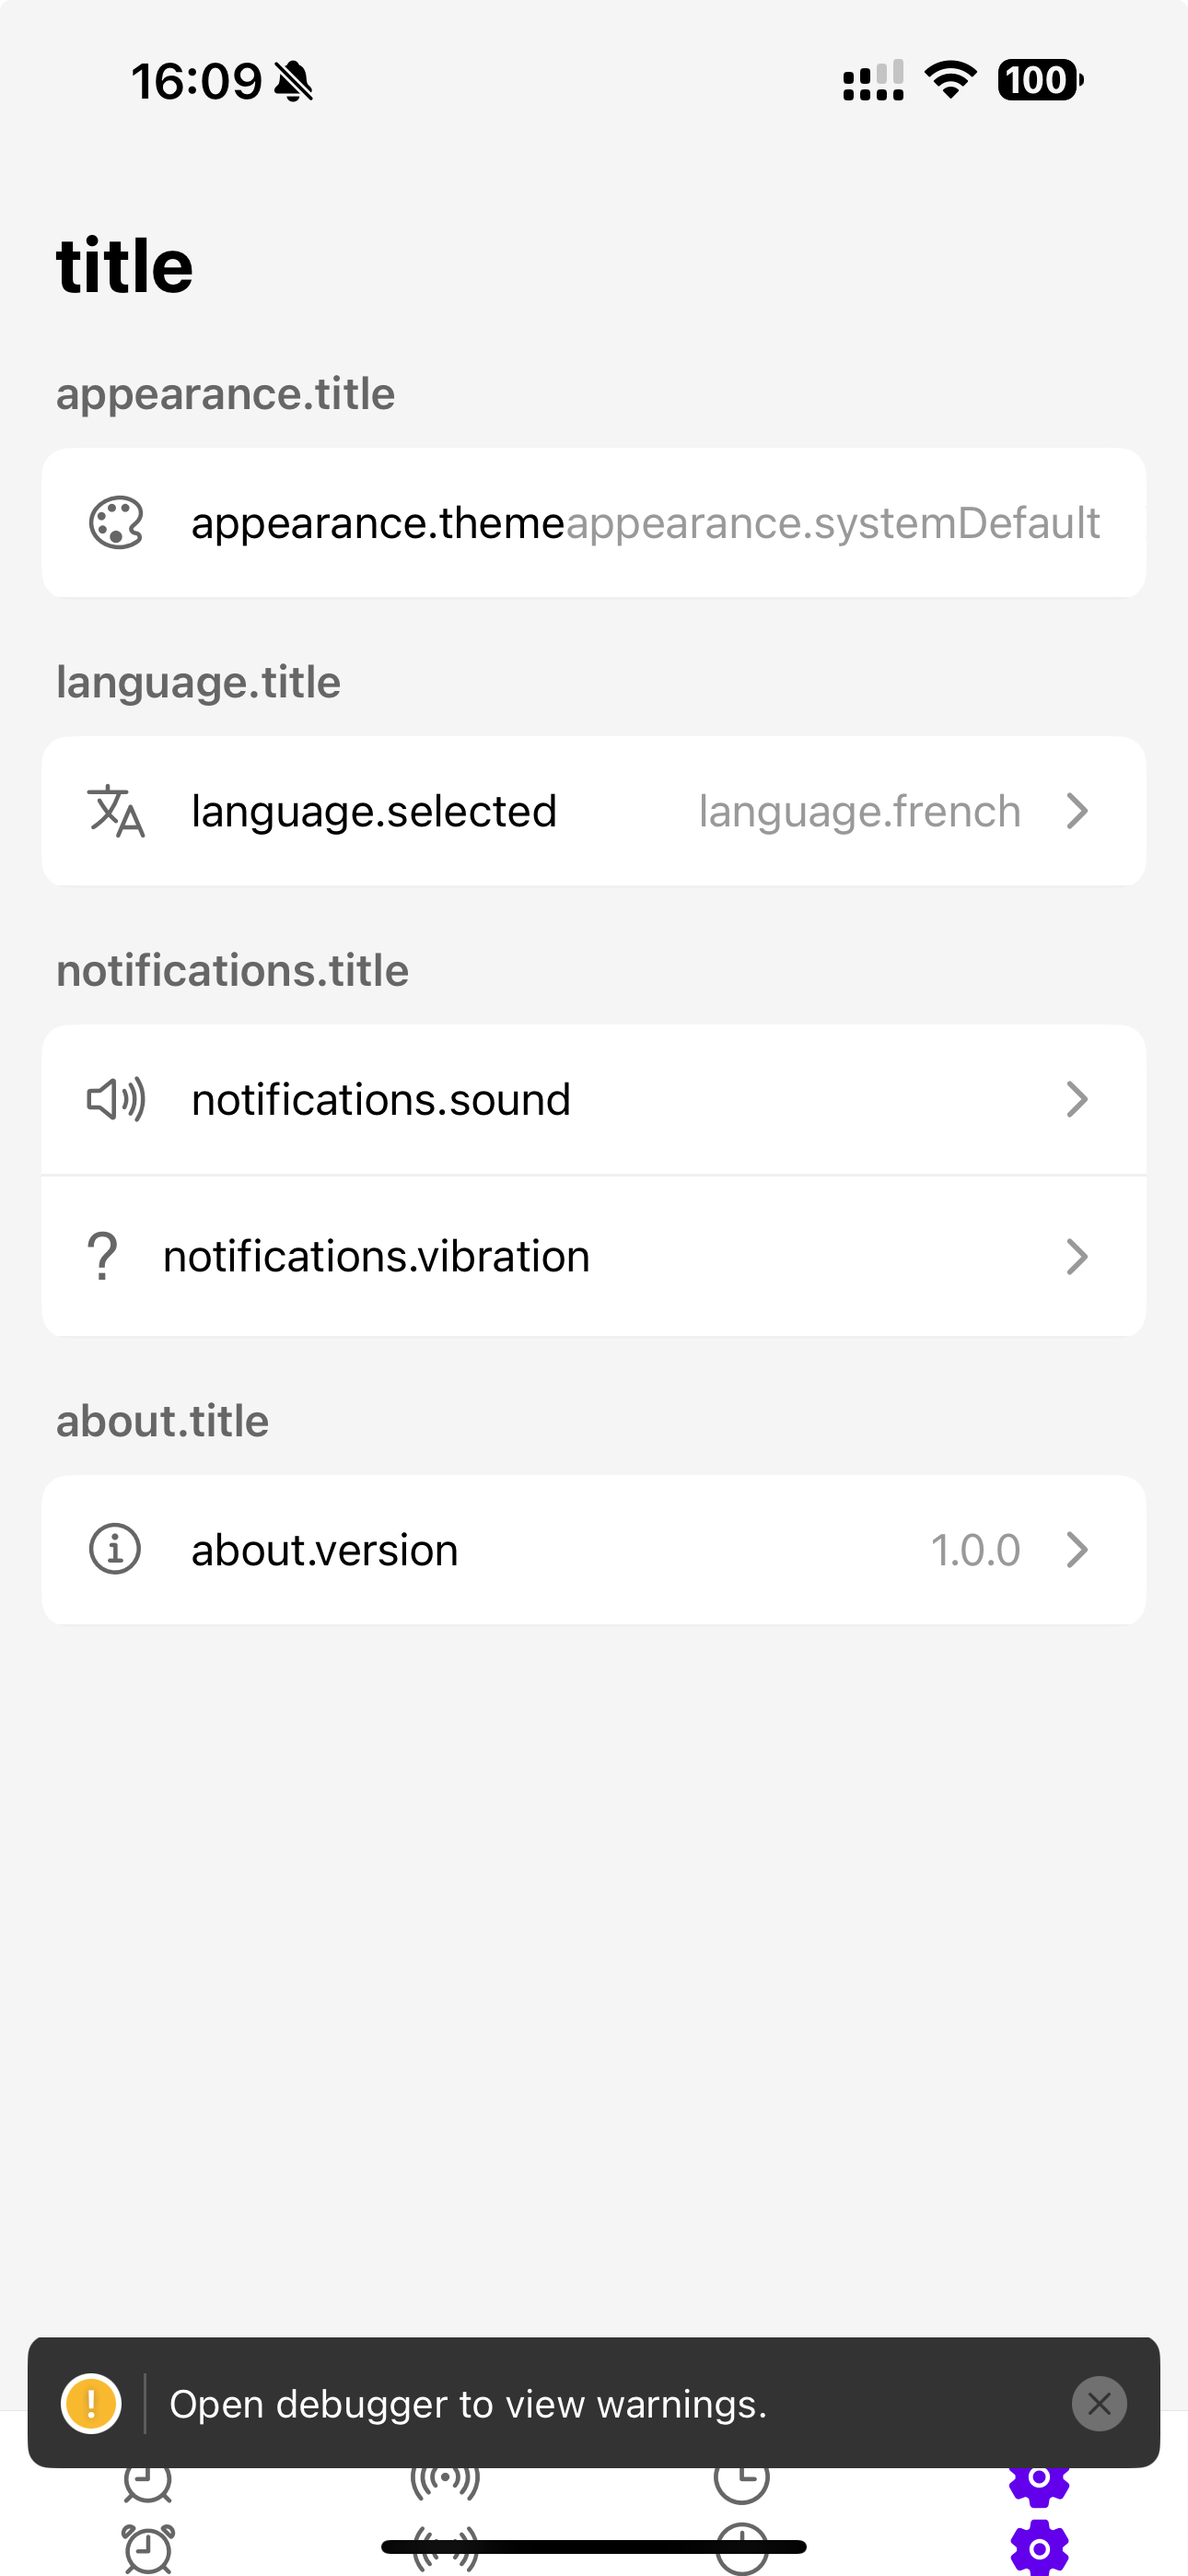 16:09
100
title
appearance.title
appearance.themeappearance.systemDefault
language.title
language.selected language.french
notifications.title
notifications.sound
? notifications.vibration
about.title
about.version 1.0.0
Open debugger to view warnings.